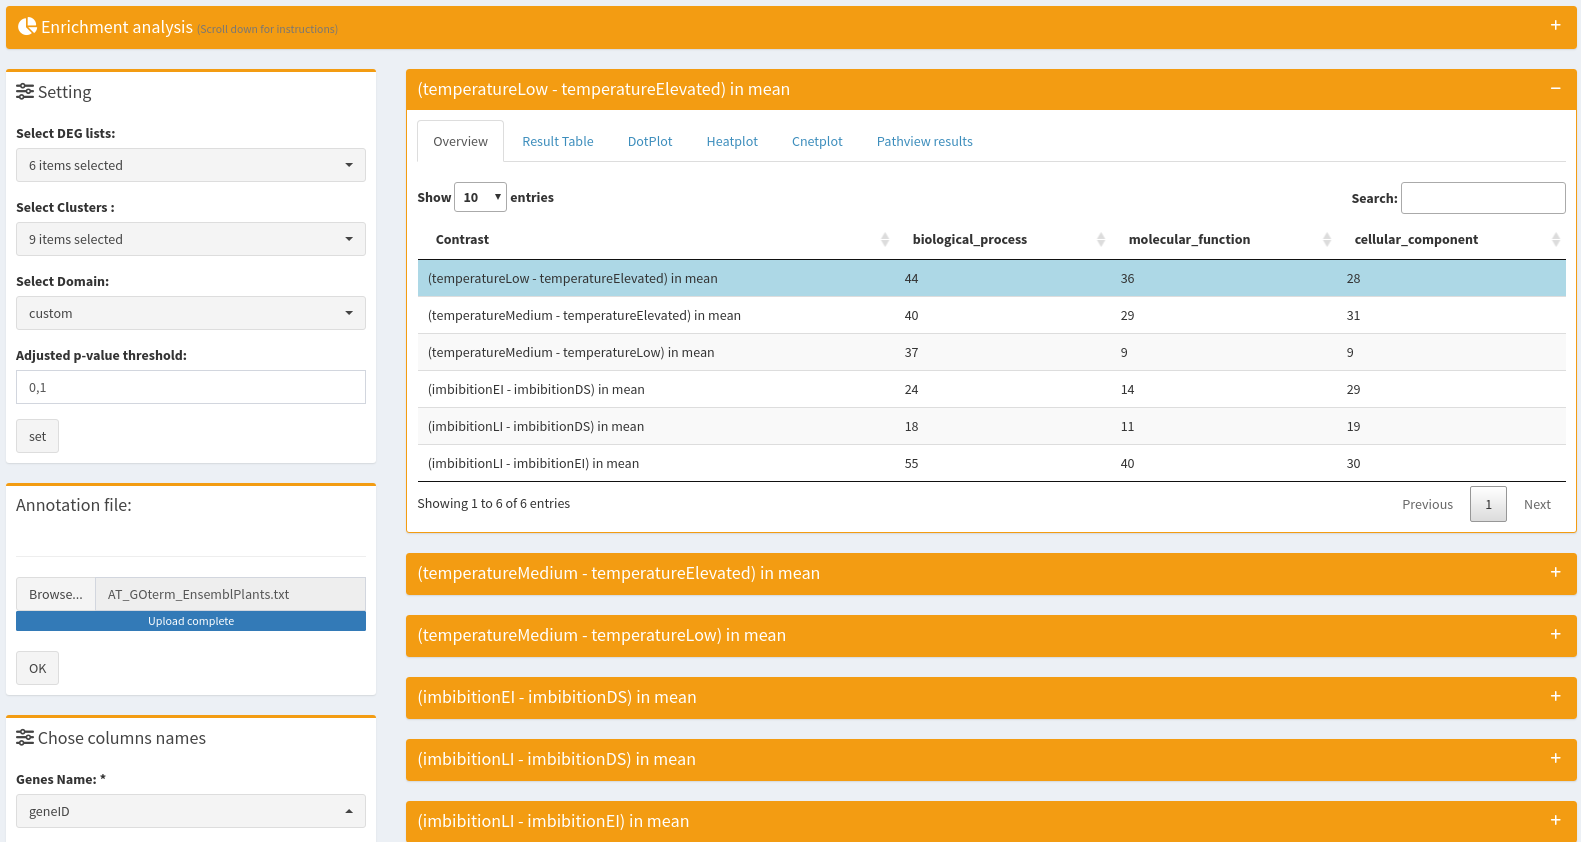 Enrichment analysis (Scroll down for instructions)
Setting
Select DEG lists:
6 items selected
Select Clusters :
9 items selected
Select Domain:
custom
Adjusted p-value threshold:
0,1
set
Annotation file:
Browse... AT_GOterm_EnsemblPlants.txt
Upload complete
OK
Chose columns names
Genes Name: *
geneID
(temperatureLow - temperatureElevated) in mean
Overview Result Table DotPlot Heatplot Cnetplot Pathview results
Show 10 entries Search:
Contrast biological_process molecular_function cellular_component
(temperatureLow - temperatureElevated) in mean 44 36 28
(temperatureMedium - temperatureElevated) in mean 40 29 31
(temperatureMedium - temperatureLow) in mean 37 9 9
(imbibitionEI - imbibitionDS) in mean 24 14 29
(imbibitionLI - imbibitionDS) in mean 18 11 19
(imbibitionLI - imbibitionEI) in mean 55 40 30
Showing 1 to 6 of 6 entries Previous 1 Next
(temperatureMedium - temperatureElevated) in mean
(temperatureMedium - temperatureLow) in mean
(imbibitionEI - imbibitionDS) in mean
(imbibitionLI - imbibitionDS) in mean
(imbibitionLI - imbibitionEI) in mean